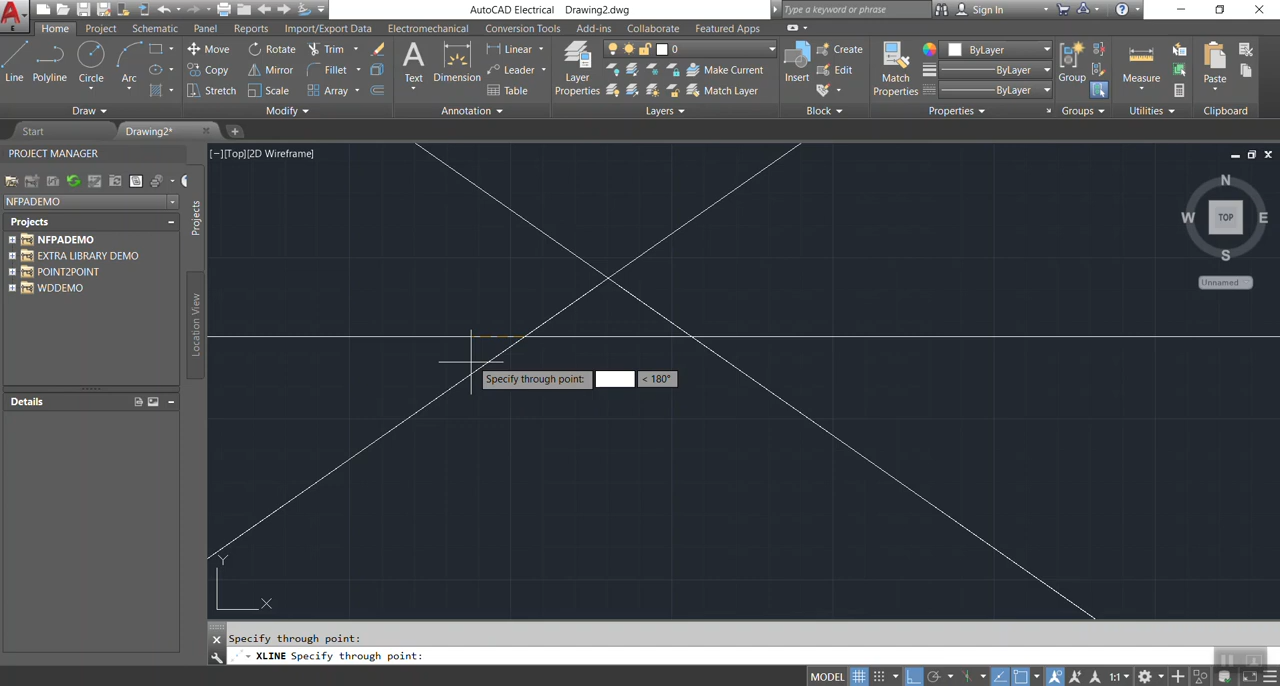 AutoCAD Electrical Drawing2.dwg
Type a keyword or phrase
Sign In
E
Home Project Schematic Panel Reports Import/Export Data Electromechanical Conversion Tools Add-ins Collaborate Featured Apps
Line Polyline Circle Arc
Move Rotate Trim
Copy Mirror Fillet
Stretch Scale Array
Text Dimension
Linear
Leader
Table
Layer
Properties
0
Make Current
Match Layer
Insert
Create
Edit
Match
Properties
ByLayer
ByLayer
ByLayer
Group
Measure
Paste
Draw Modify Annotation Layers Block Properties Groups Utilities Clipboard
Start Drawing2*
PROJECT MANAGER
NFPADEMO
Projects
NFPADEMO
EXTRA LIBRARY DEMO
POINT2POINT
WDDEMO
Details
Projects
Location View
[−][Top][2D Wireframe]
N
W TOP E
S
Unnamed
Specify through point: < 180°
Y
X
Specify through point:
XLINE Specify through point:
MODEL 1:1